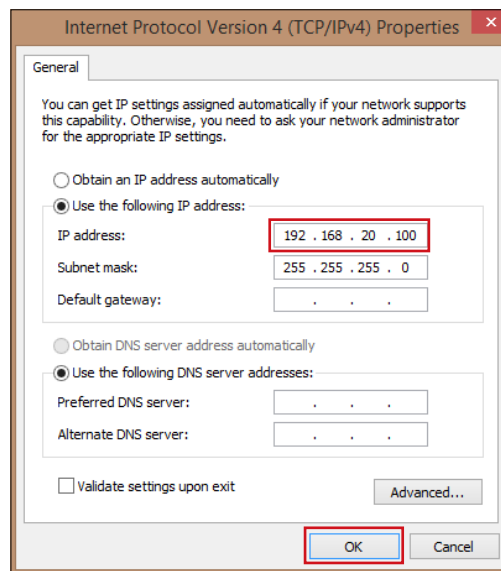 Internet Protocol Version 4 (TCP/IPv4) Properties
General
You can get IP settings assigned automatically if your network supports
this capability. Otherwise, you need to ask your network administrator
for the appropriate IP settings.
Obtain an IP address automatically
Use the following IP address:
IP address: 192 . 168 . 20 . 100
Subnet mask: 255 . 255 . 255 . 0
Default gateway: . . .
Obtain DNS server address automatically
Use the following DNS server addresses:
Preferred DNS server: . . .
Alternate DNS server: . . .
Validate settings upon exit
Advanced...
OK Cancel